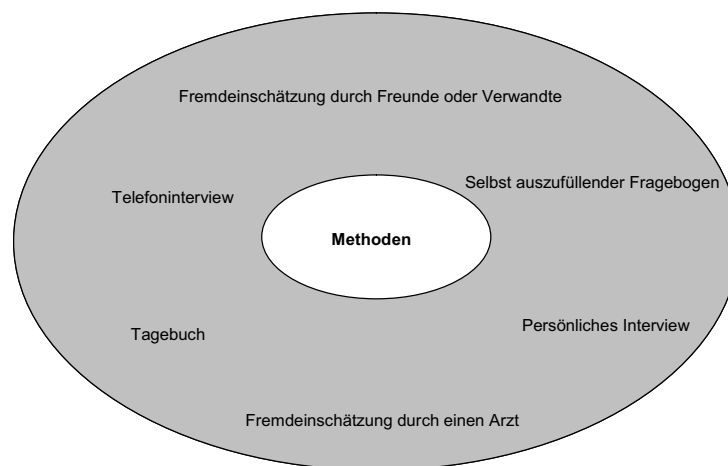 Fremdeinschätzung durch Freunde oder Verwandte
Selbst auszufüllender Fragebogen
Telefoninterview
Methoden
Persönliches Interview
Tagebuch
Fremdeinschätzung durch einen Arzt